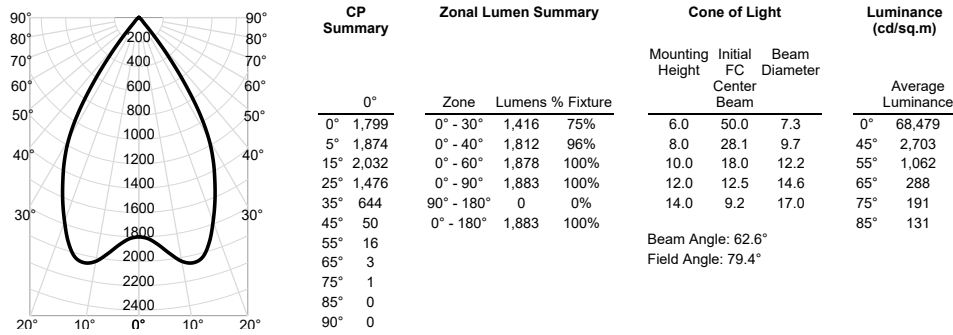 90° 90°
80° 200 80°
70° 400 70°
60° 600 60°
50° 800 50°
1000
40° 1200 40°
1400
30° 1600 30°
1800
2000
2200
2400
20° 10° 0° 10° 20°
CP Summary
0°
0° 1,799
5° 1,874
15° 2,032
25° 1,476
35° 644
45° 50
55° 16
65° 3
75° 1
85° 0
90° 0
Zonal Lumen Summary
Zone Lumens % Fixture
0° - 30° 1,416 75%
0° - 40° 1,812 96%
0° - 60° 1,878 100%
0° - 90° 1,883 100%
90° - 180° 0 0%
0° - 180° 1,883 100%
Cone of Light
Mounting Initial Beam
Height FC Diameter
Center
Beam
6.0 50.0 7.3
8.0 28.1 9.7
10.0 18.0 12.2
12.0 12.5 14.6
14.0 9.2 17.0
Beam Angle: 62.6°
Field Angle: 79.4°
Luminance
(cd/sq.m)
Average
Luminance
0° 68,479
45° 2,703
55° 1,062
65° 288
75° 191
85° 131